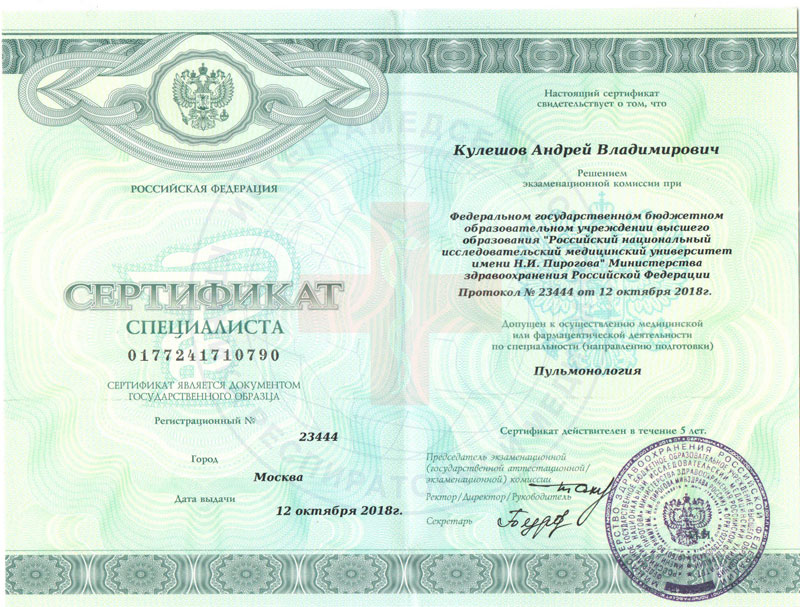 РОССИЙСКАЯ ФЕДЕРАЦИЯ
СЕРТИФИКАТ
СПЕЦИАЛИСТА
0177241710790
СЕРТИФИКАТ ЯВЛЯЕТСЯ ДОКУМЕНТОМ
ГОСУДАРСТВЕННОГО ОБРАЗЦА
Регистрационный №
23444
Город
Москва
Дата выдачи
12 октября 2018г.
Настоящий сертификат
свидетельствует о том, что
Кулешов Андрей Владимирович
Решением
экзаменационной комиссии при
Федеральном государственном бюджетном
образовательном учреждении высшего
образования "Российский национальный
исследовательский медицинский университет
имени Н.И. Пирогова" Министерства
здравоохранения Российской Федерации
Протокол № 23444 от 12 октября 2018г.
Допущен к осуществлению медицинской
или фармацевтической деятельности
по специальности (направлению подготовки)
Пульмонология
Сертификат действителен в течение 5 лет.
Председатель экзаменационной
(государственной аттестационной/
экзаменационной) комиссии
Ректор/Директор/Руководитель
Секретарь